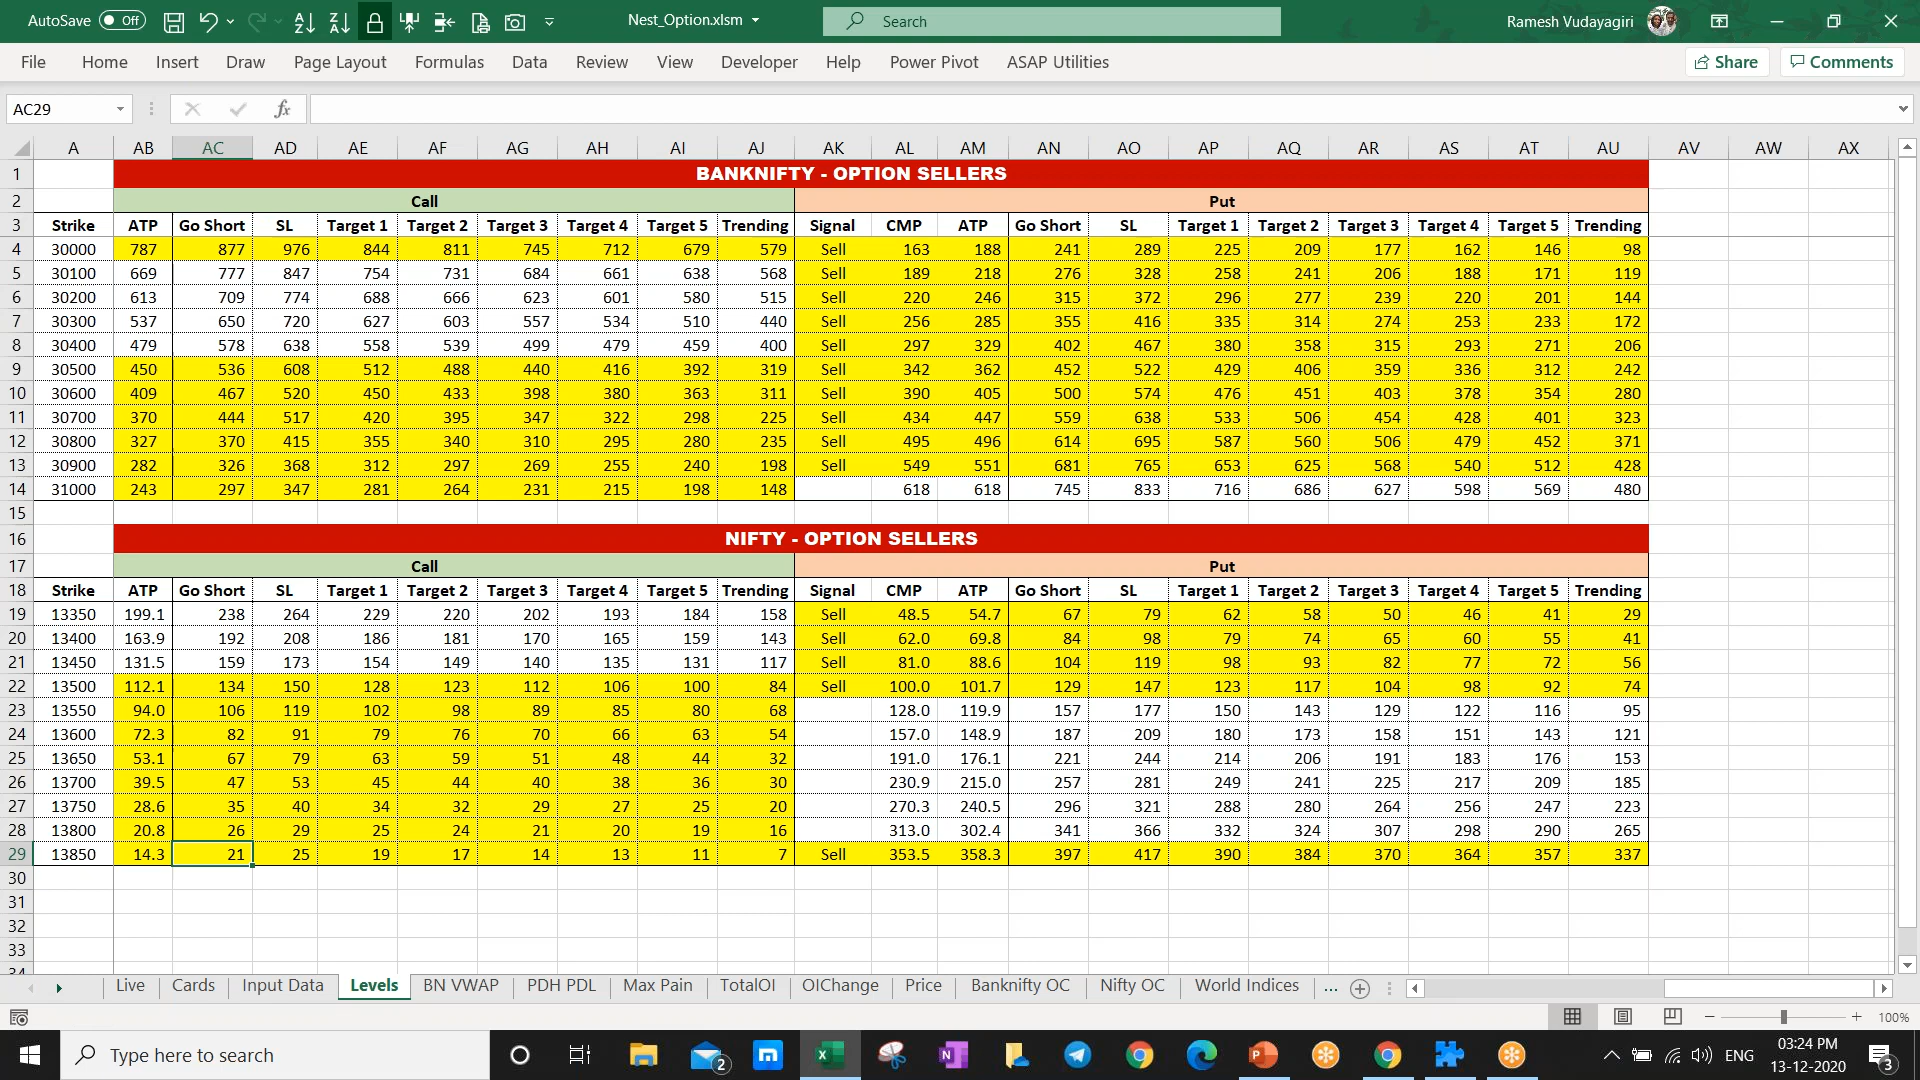 AutoSave Off Nest_Option.xlsm Search Ramesh Vudayagiri
File Home Insert Draw Page Layout Formulas Data Review View Developer Help Power Pivot ASAP Utilities Share Comments
AC29 fx
A AB AC AD AE AF AG AH AI AJ AK AL AM AN AO AP AQ AR AS AT AU AV AW AX
1 BANKNIFTY - OPTION SELLERS
2 Call Put
3 Strike ATP Go Short SL Target 1 Target 2 Target 3 Target 4 Target 5 Trending Signal CMP ATP Go Short SL Target 1 Target 2 Target 3 Target 4 Target 5 Trending
4 30000 787 877 976 844 811 745 712 679 579 Sell 163 188 241 289 225 209 177 162 146 98
5 30100 669 777 847 754 731 684 661 638 568 Sell 189 218 276 328 258 241 206 188 171 119
6 30200 613 709 774 688 666 623 601 580 515 Sell 220 246 315 372 296 277 239 220 201 144
7 30300 537 650 720 627 603 557 534 510 440 Sell 256 285 355 416 335 314 274 253 233 172
8 30400 479 578 638 558 539 499 479 459 400 Sell 297 329 402 467 380 358 315 293 271 206
9 30500 450 536 608 512 488 440 416 392 319 Sell 342 362 452 522 429 406 359 336 312 242
10 30600 409 467 520 450 433 398 380 363 311 Sell 390 405 500 574 476 451 403 378 354 280
11 30700 370 444 517 420 395 347 322 298 225 Sell 434 447 559 638 533 506 454 428 401 323
12 30800 327 370 415 355 340 310 295 280 235 Sell 495 496 614 695 587 560 506 479 452 371
13 30900 282 326 368 312 297 269 255 240 198 Sell 549 551 681 765 653 625 568 540 512 428
14 31000 243 297 347 281 264 231 215 198 148 618 618 745 833 716 686 627 598 569 480
15
16 NIFTY - OPTION SELLERS
17 Call Put
18 Strike ATP Go Short SL Target 1 Target 2 Target 3 Target 4 Target 5 Trending Signal CMP ATP Go Short SL Target 1 Target 2 Target 3 Target 4 Target 5 Trending
19 13350 199.1 238 264 229 220 202 193 184 158 Sell 48.5 54.7 67 79 62 58 50 46 41 29
20 13400 163.9 192 208 186 181 170 165 159 143 Sell 62.0 69.8 84 98 79 74 65 60 55 41
21 13450 131.5 159 173 154 149 140 135 131 117 Sell 81.0 88.6 104 119 98 93 82 77 72 56
22 13500 112.1 134 150 128 123 112 106 100 84 Sell 100.0 101.7 129 147 123 117 104 98 92 74
23 13550 94.0 106 119 102 98 89 85 80 68 128.0 119.9 157 177 150 143 129 122 116 95
24 13600 72.3 82 91 79 76 70 66 63 54 157.0 148.9 187 209 180 173 158 151 143 121
25 13650 53.1 67 79 63 59 51 48 44 32 191.0 176.1 221 244 214 206 191 183 176 153
26 13700 39.5 47 53 45 44 40 38 36 30 230.9 215.0 257 281 249 241 225 217 209 185
27 13750 28.6 35 40 34 32 29 27 25 20 270.3 240.5 296 321 288 280 264 256 247 223
28 13800 20.8 26 29 25 24 21 20 19 16 313.0 302.4 341 366 332 324 307 298 290 265
29 13850 14.3 21 25 19 17 14 13 11 7 Sell 353.5 358.3 397 417 390 384 370 364 357 337
30
31
32
33
34
Live Cards Input Data Levels BN VWAP PDH PDL Max Pain TotalOI OIChange Price Banknifty OC Nifty OC World Indices ...
100%
Type here to search 2 ENG 03:24 PM
13-12-2020 3